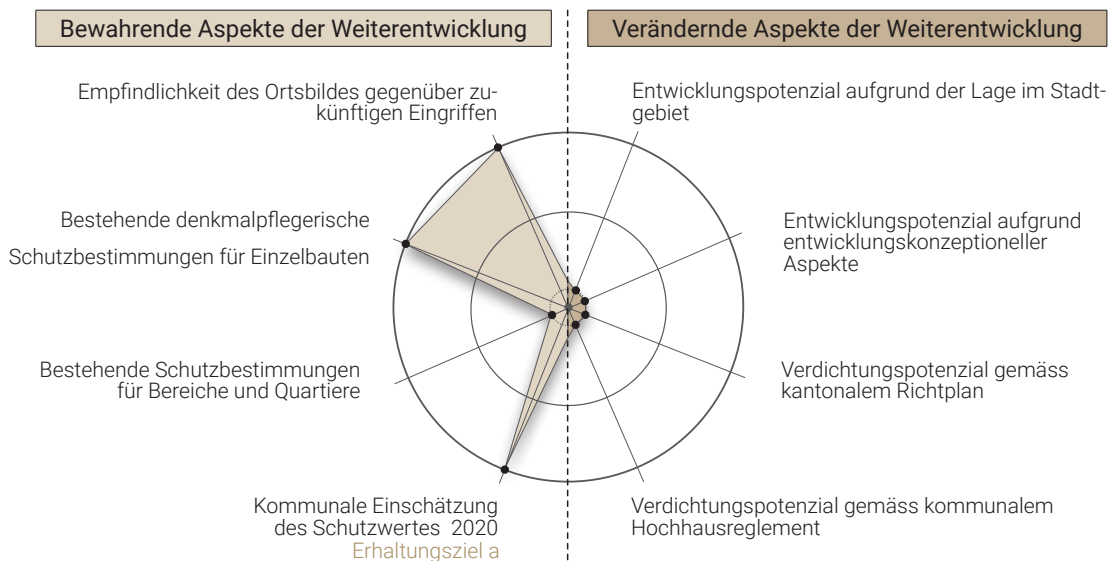 Bewahrende Aspekte der Weiterentwicklung
Verändernde Aspekte der Weiterentwicklung
Empfindlichkeit des Ortsbildes gegenüber zu-
künftigen Eingriffen
Entwicklungspotenzial aufgrund der Lage im Stadt-
gebiet
Bestehende denkmalpflegerische
Schutzbestimmungen für Einzelbauten
Entwicklungspotenzial aufgrund
entwicklungskonzeptioneller
Aspekte
Bestehende Schutzbestimmungen
für Bereiche und Quartiere
Verdichtungspotenzial gemäss
kantonalem Richtplan
Kommunale Einschätzung
des Schutzwertes 2020
Erhaltungsziel a
Verdichtungspotenzial gemäss kommunalem
Hochhausreglement